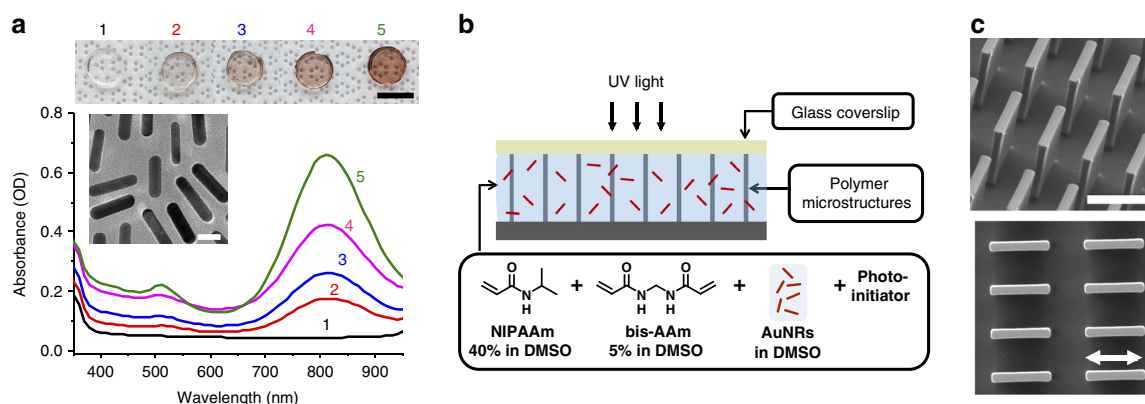 a
1 2 3 4 5
0.8
0.6
0.4
0.2
0.0
Absorbance (OD)
5
4
3
2
1
400 500 600 700 800 900
Wavelength (nm)
b
UV light
Glass coverslip
Polymer
microstructures
O
N
H
+
O O
N N
H H
+
+
Photo-
initiator
NIPAAm
40% in DMSO
bis-AAm
5% in DMSO
AuNRs
in DMSO
c